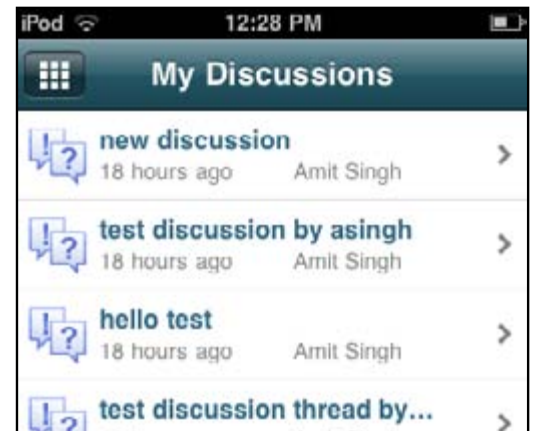 iPod 12:28 PM
My Discussions
new discussion
18 hours ago Amit Singh
test discussion by asingh
18 hours ago Amit Singh
hello test
18 hours ago Amit Singh
test discussion thread by...